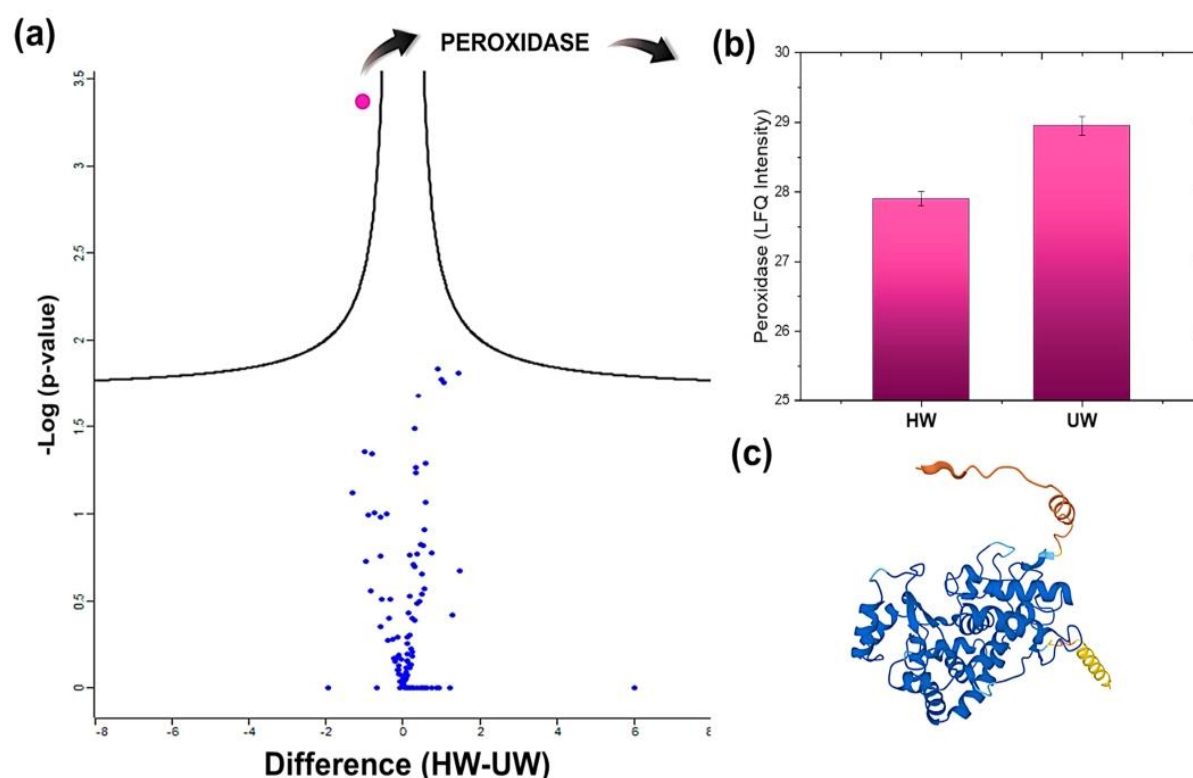 (a)
PEROXIDASE
3.5
3
2.5
2
1.5
1
0.5
0
-Log (p-value)
-8
-6
-4
-2
0
2
4
6
8
Difference (HW-UW)
(b)
30
29
28
27
26
25
Peroxidase (LFQ Intensity)
HW
UW
(c)